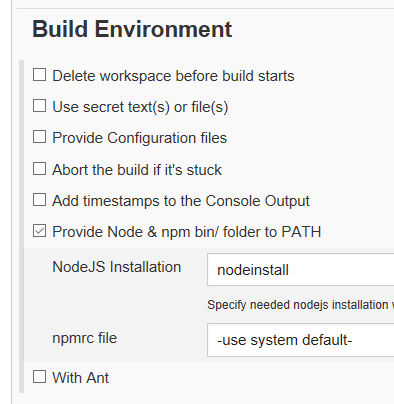 Build Environment
Delete workspace before build starts
Use secret text(s) or file(s)
Provide Configuration files
Abort the build if it's stuck
Add timestamps to the Console Output
Provide Node & npm bin/ folder to PATH
NodeJS Installation
nodeinstall
Specify needed nodejs installation
npmrc file
-use system default-
With Ant